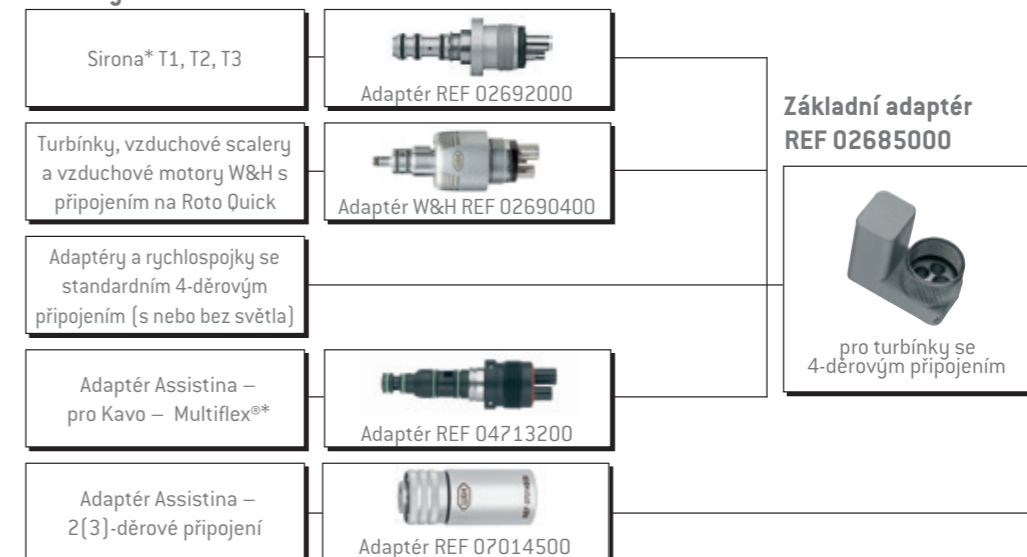 Sirona* T1, T2, T3
Adaptér REF 02692000
Turbínky, vzduchové scalery
a vzduchové motory W&H s
připojením na Roto Quick
Adaptér W&H REF 02690400
Adaptéry a rychlospojky se
standardním 4-děrovým
připojením (s nebo bez světla)
Adaptér Assistina –
pro Kavo – Multiflex®*
Adaptér REF 04713200
Adaptér Assistina –
2(3)-děrové připojení
Adaptér REF 07014500
Základní adaptér
REF 02685000
pro turbínky se
4-děrovým připojením